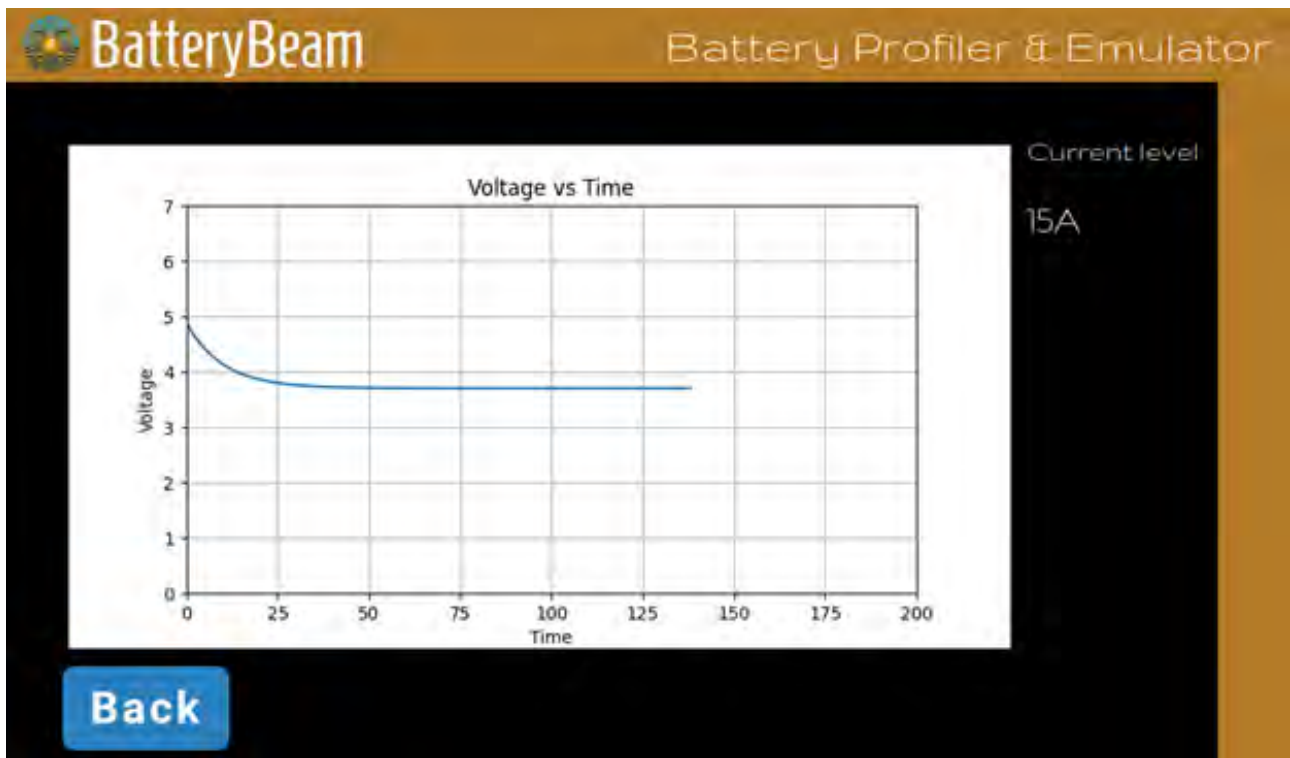 BatteryBeam
Battery Profiler & Emulator
Current level
15A
Voltage vs Time
7
6
5
4
3
2
1
0
Voltage
0 25 50 75 100 125 150 175 200
Time
Back